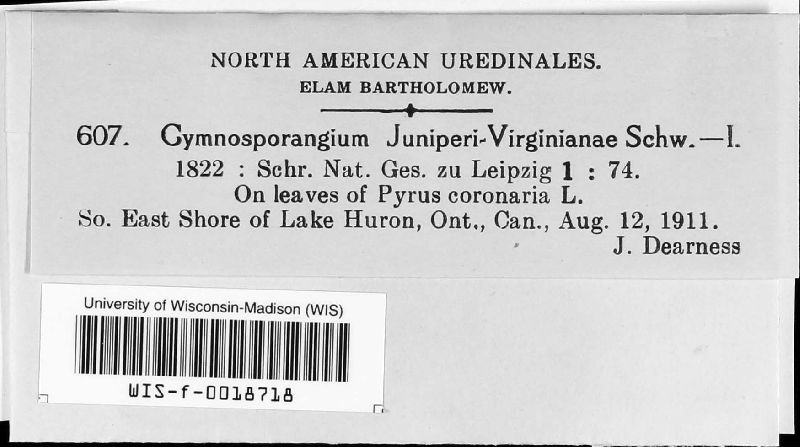 NORTH AMERICAN UREDINALES.
ELAM BARTHOLOMEW.
607. Gymnosporangium Juniperi-Virginianae Schw.—I.
1822 : Schr. Nat. Ges. zu Leipzig 1 : 74.
On leaves of Pyrus coronaria L.
So. East Shore of Lake Huron, Ont., Can., Aug. 12, 1911.
J. Dearness
University of Wisconsin-Madison (WIS)
WIS-f-0018718